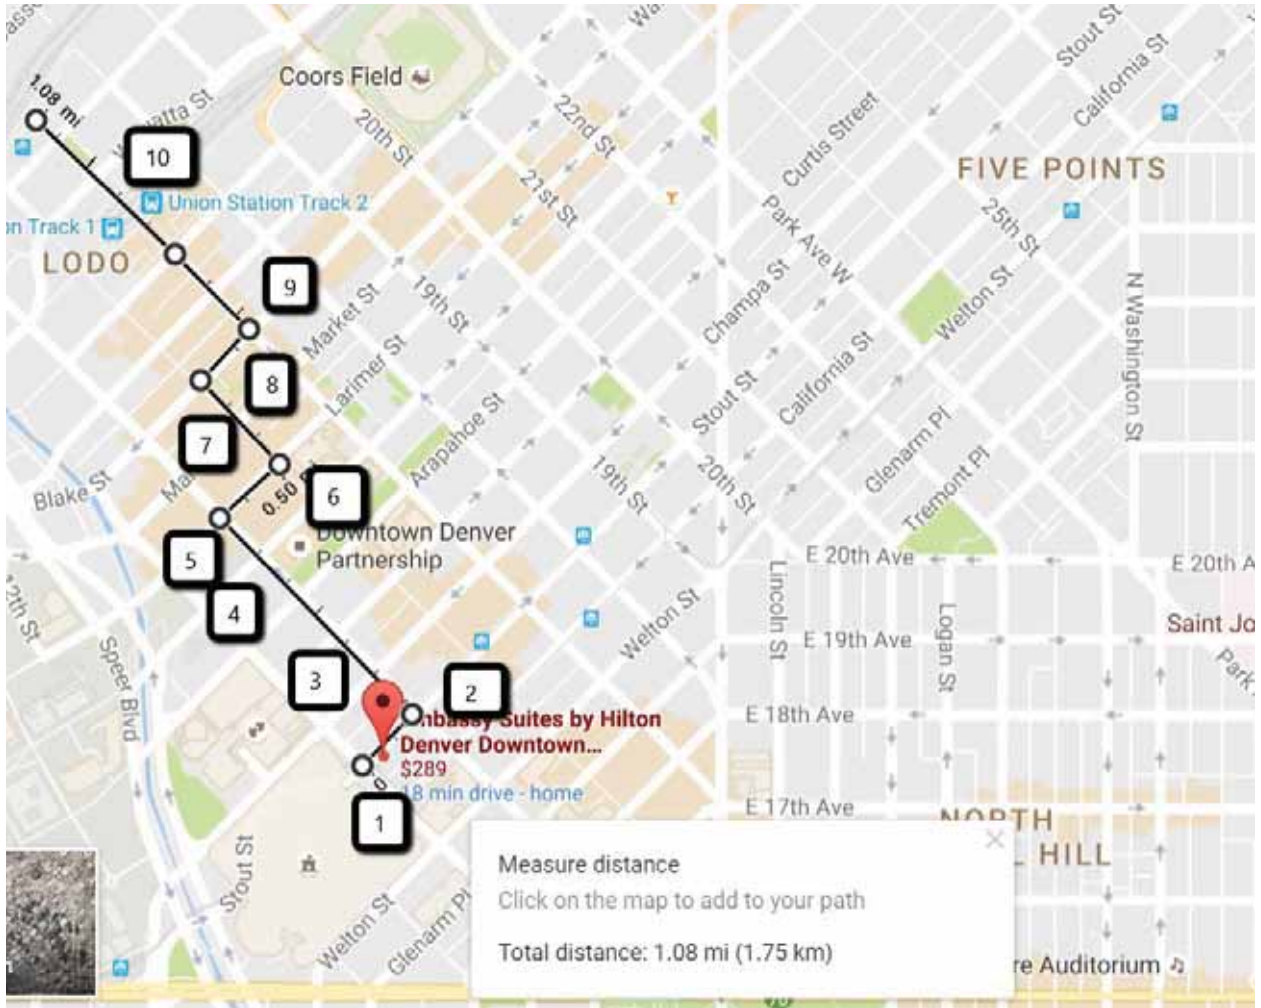 Stout St
California St
Coors Field
1.08 mi
22nd St
Curtis Street
20th St
10
FIVE POINTS
21st St
Union Station Track 2
Park Ave W
25th St
Track 1
LODO
9
19th St
Champa St
Welton St
N Washington St
Market St
Larimer St
8
Stout St
California St
7
Arapahoe St
Glenarm Pl
Tremont Pl
Blake St
0.50
6
19th St
20th St
Downtown Denver
Partnership
5
E 20th Ave
E 20th A
12th St
4
Welton St
Lincoln St
Logan St
E 19th Ave
Saint Jo
Speer Blvd
3
2
Park
E 18th Ave
mbassy Suites by Hilton
Denver Downtown...
$289
18 min drive - home
0
1
E 17th Ave
NORTH
L HILL
Stout St
Welton St
Glenarm Pl
Measure distance
Click on the map to add to your path
Total distance: 1.08 mi (1.75 km)
re Auditorium